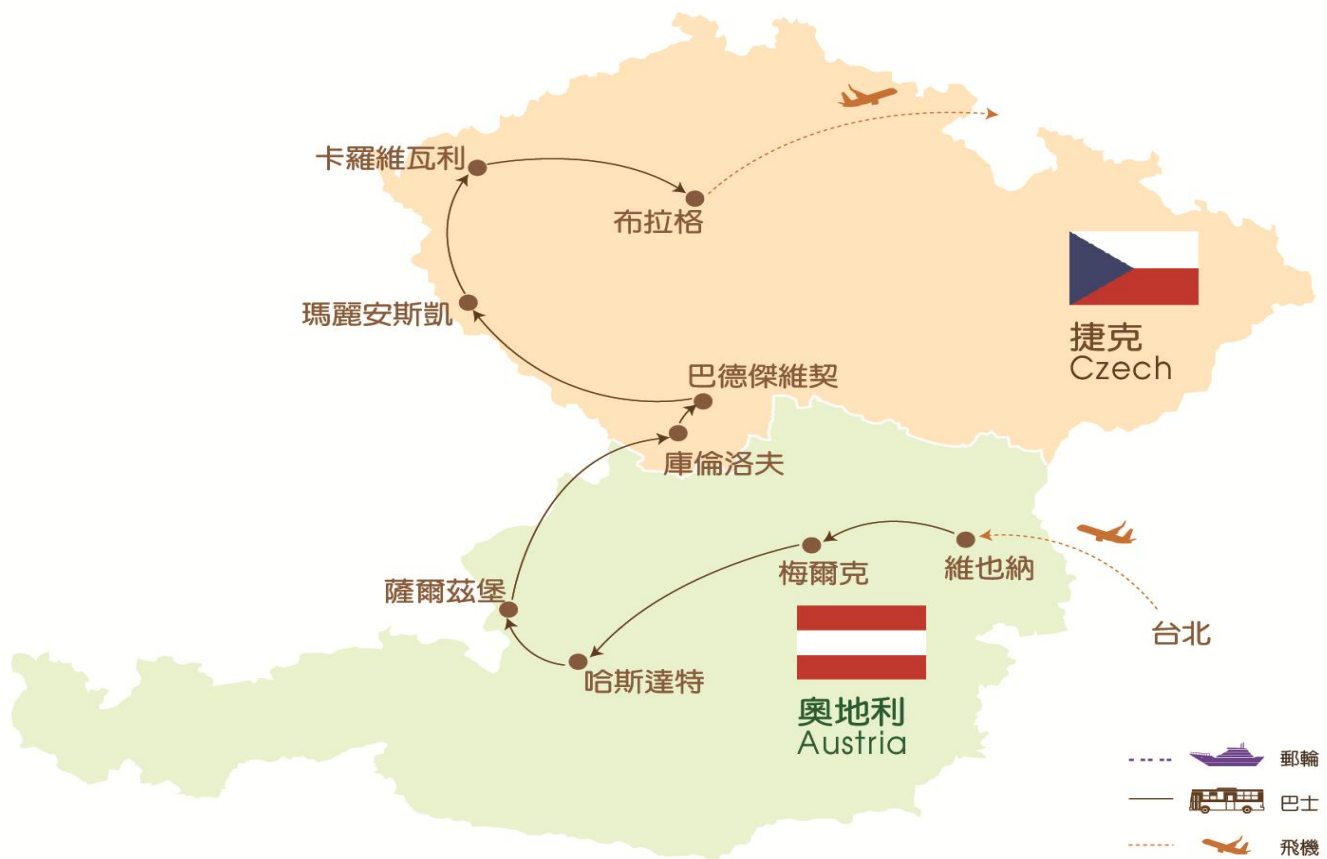 卡羅維瓦利
布拉格
瑪麗安斯凱
捷克
Czech
巴德傑維契
庫倫洛夫
維也納
梅爾克
薩爾茲堡
台北
哈斯達特
奧地利
Austria
郵輪
巴士
飛機